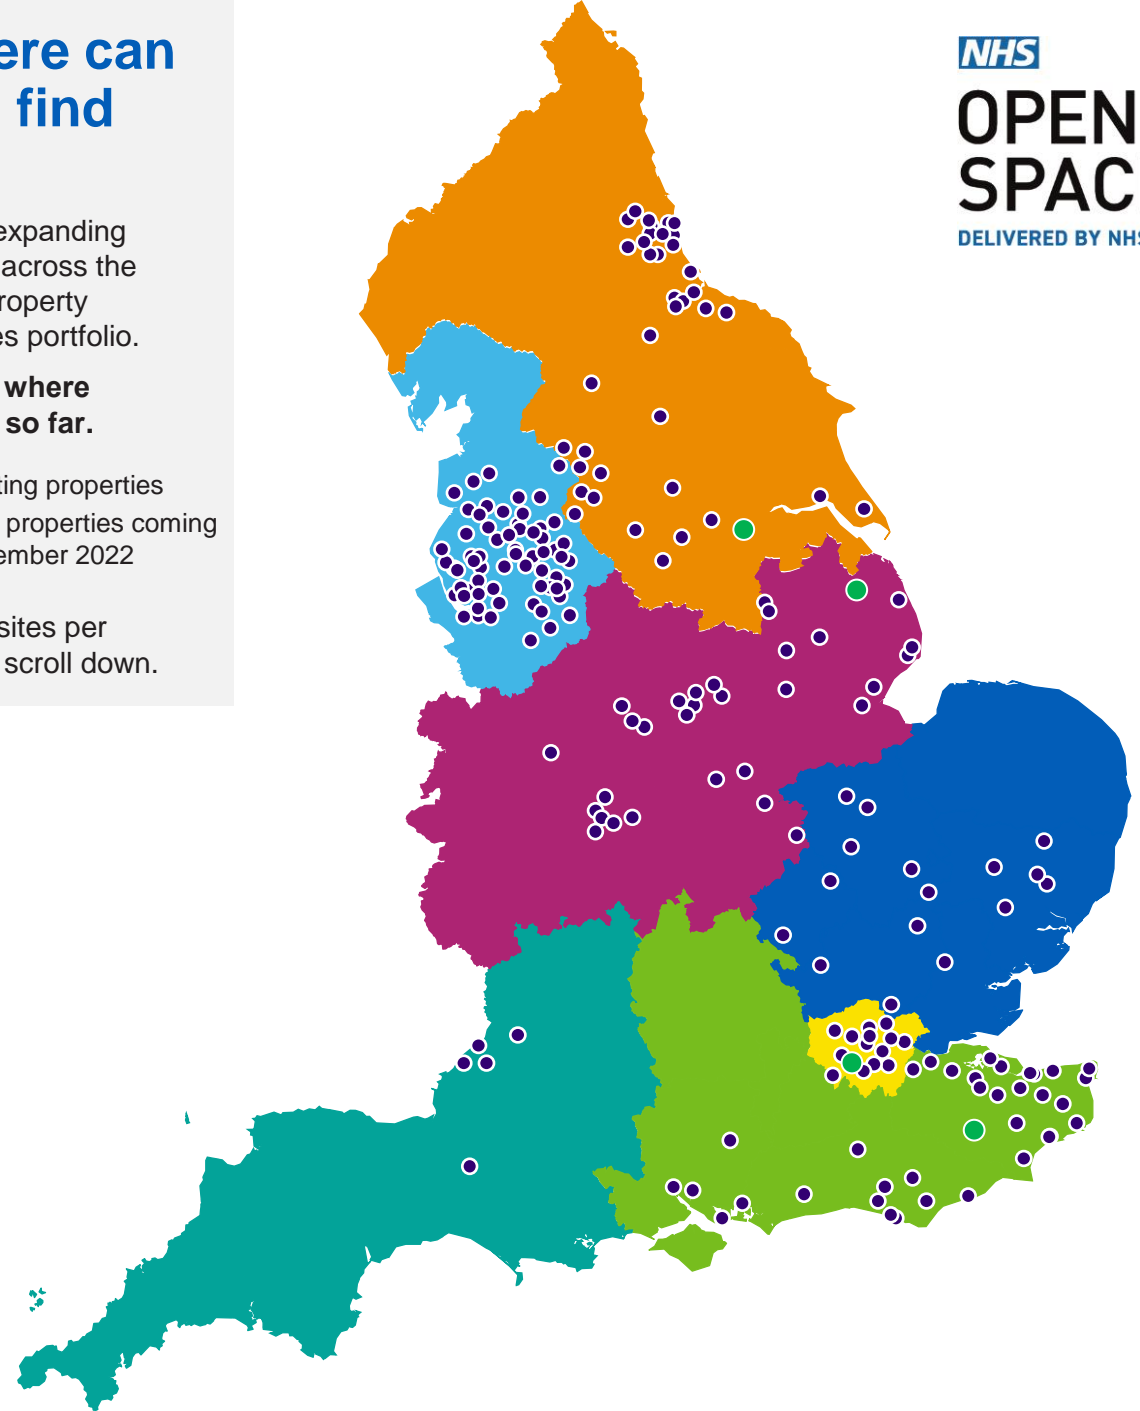 ere can
find
expanding
across the
roperty
es portfolio.
where
so far.
ting properties
properties coming
ember 2022
sites per
scroll down.
NHS
OPEN
SPAC
DELIVERED BY NHS